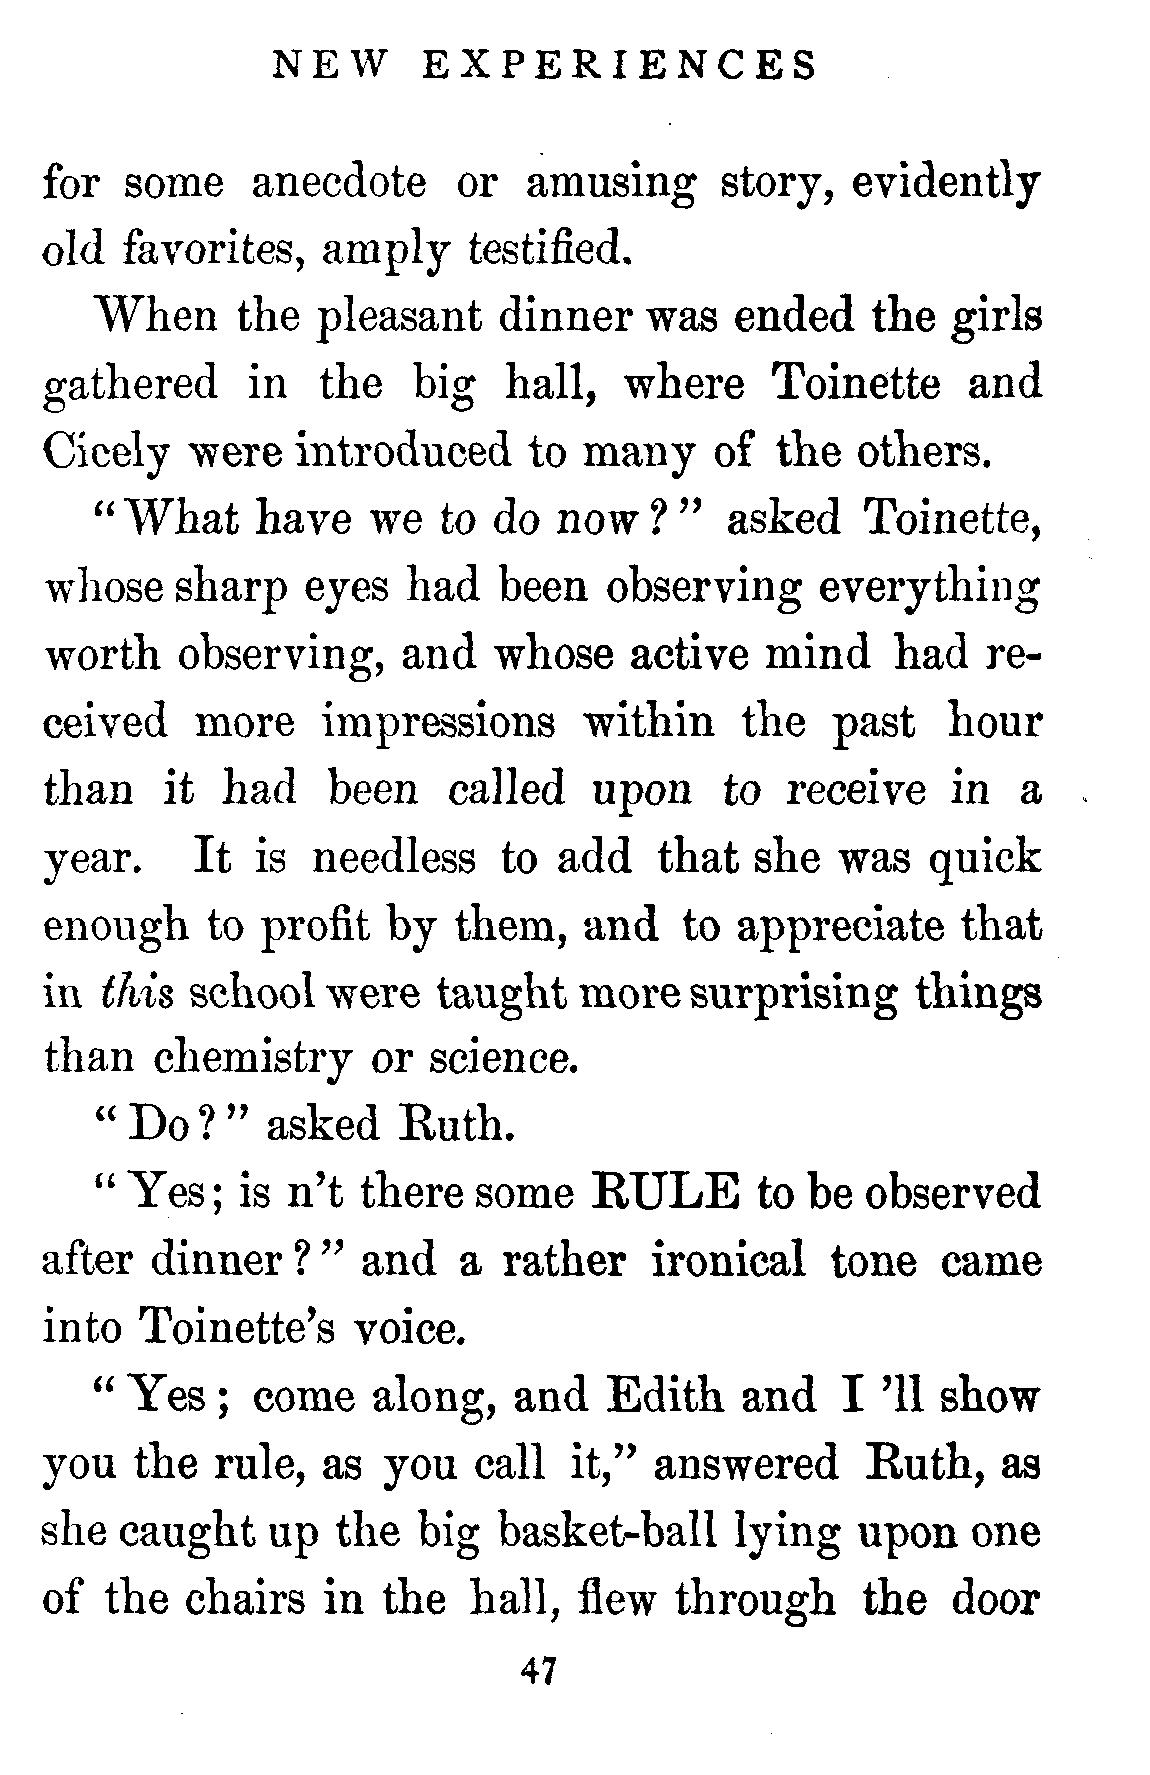 NEW EXPERIENCES
for some anecdote or amusing story, evidently
old favorites, amply testified.
When the pleasant dinner was ended the girls
gathered in the big hall, where Toinette and
Cicely were introduced to many of the others.
“What have we to do now?” asked Toinette,
whose sharp eyes had been observing everything
worth observing, and whose active mind had re-
ceived more impressions within the past hour
than it had been called upon to receive in a
year. It is needless to add that she was quick
enough to profit by them, and to appreciate that
in this school were taught more surprising things
than chemistry or science.
“Do?” asked Ruth.
“Yes; is n’t there some RULE to be observed
after dinner?” and a rather ironical tone came
into Toinette’s voice.
“Yes; come along, and Edith and I ’ll show
you the rule, as you call it,” answered Ruth, as
she caught up the big basket-ball lying upon one
of the chairs in the hall, flew through the door
47